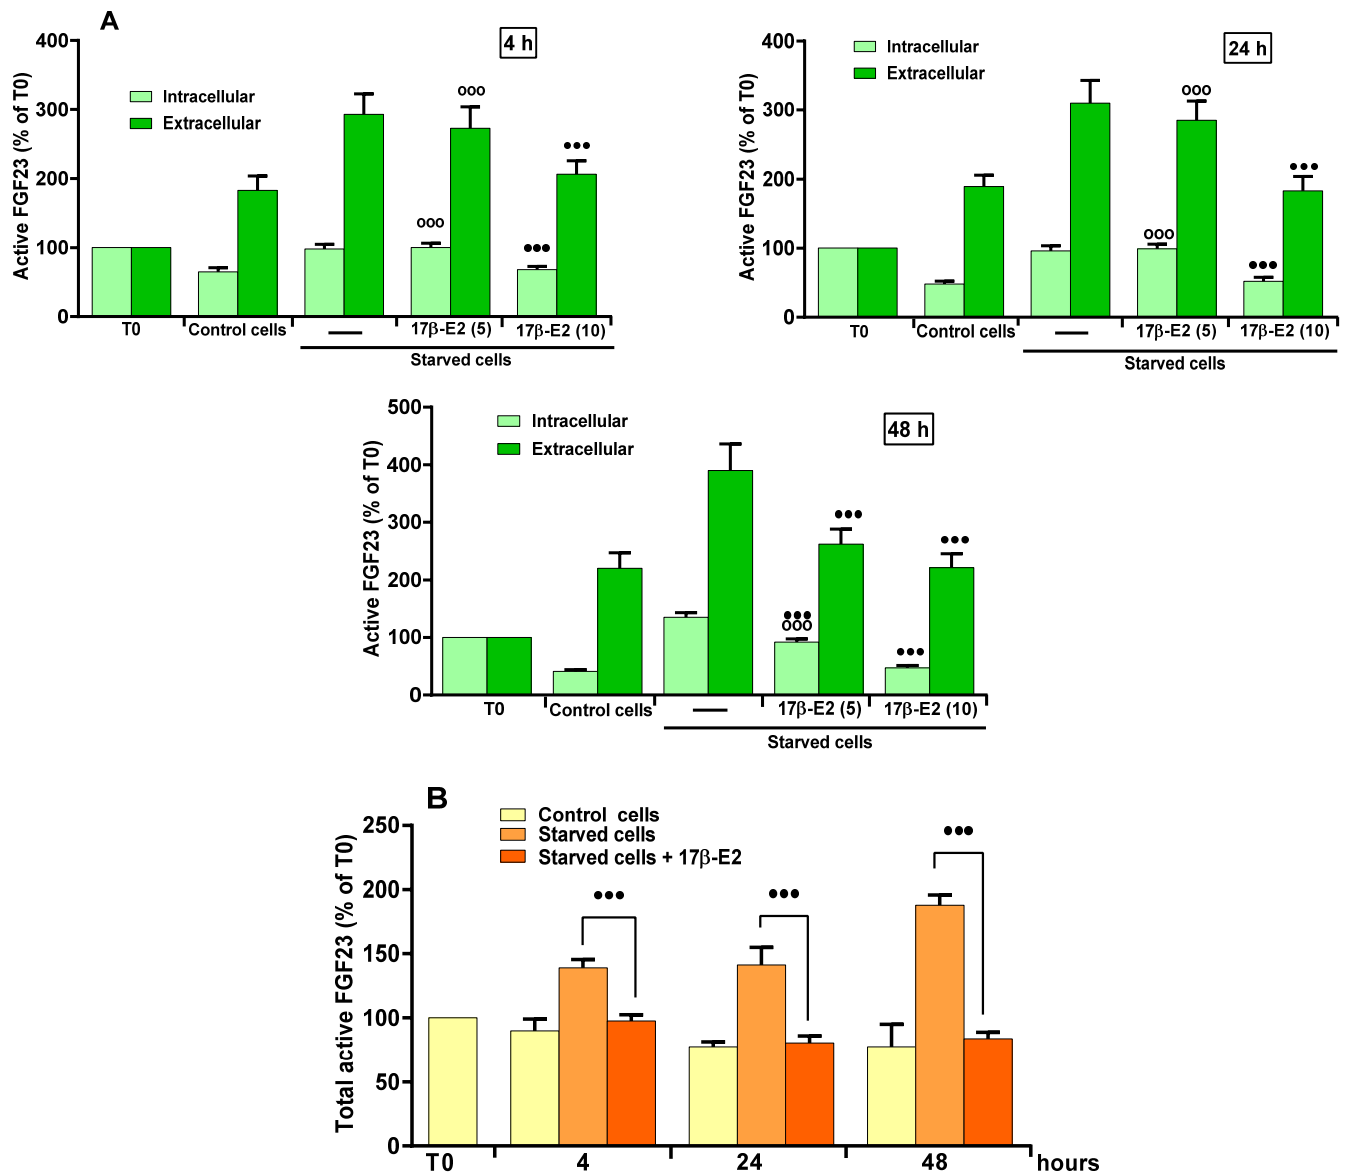 A
4 h
400
300
200
100
0
Active FGF23 (% of T0)
Intracellular
Extracellular
ooo
ooo
●●●
●●●
T0
Control cells
—
17β-E2 (5)
17β-E2 (10)
Starved cells
24 h
400
300
200
100
0
Active FGF23 (% of T0)
Intracellular
Extracellular
ooo
ooo
●●●
●●●
T0
Control cells
—
17β-E2 (5)
17β-E2 (10)
Starved cells
48 h
500
400
300
200
100
0
Active FGF23 (% of T0)
Intracellular
Extracellular
●●●
●●●
●●●
ooo
●●●
T0
Control cells
—
17β-E2 (5)
17β-E2 (10)
Starved cells
B
250
200
150
100
50
0
Total active FGF23 (% of T0)
Control cells
Starved cells
Starved cells + 17β-E2
●●●
●●●
●●●
T0
4
24
48
hours